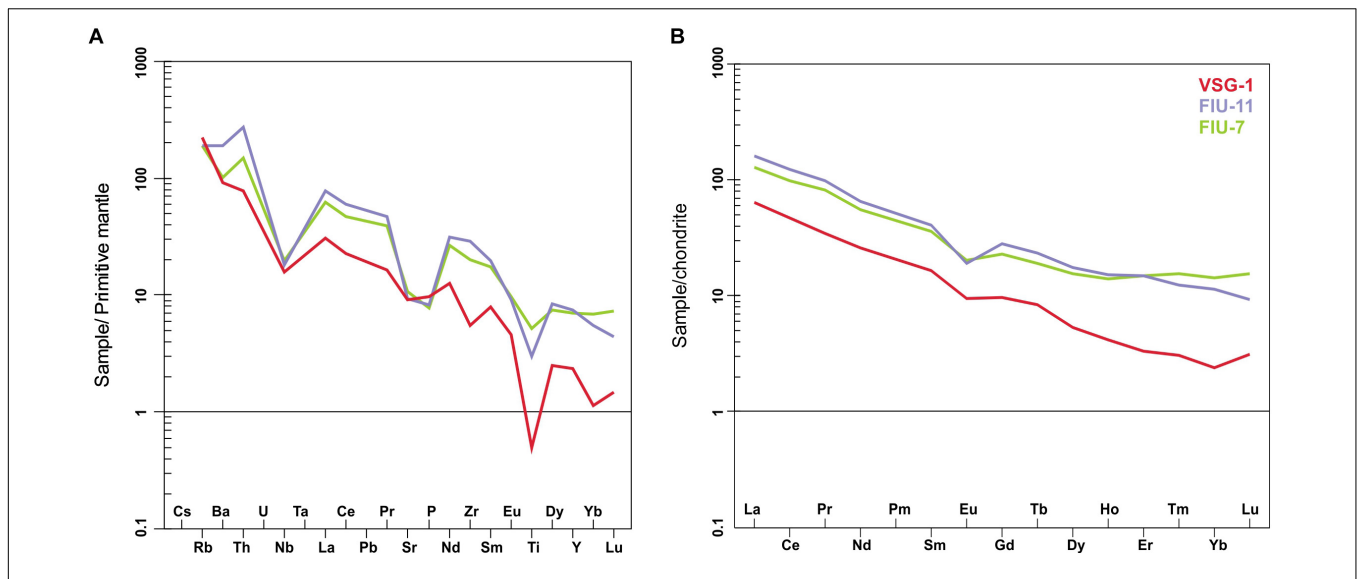 A
Sample/ Primitive mantle
1000
100
10
1
0.1
Cs Ba U Ta Ce Pr P Zr Eu Dy Yb
Rb Th Nb La Pb Sr Nd Sm Ti Y Lu
B
VSG-1
FIU-11
FIU-7
Sample/chondrite
1000
100
10
1
0.1
La Pr Pm Eu Tb Ho Tm Lu
Ce Nd Sm Gd Dy Er Yb